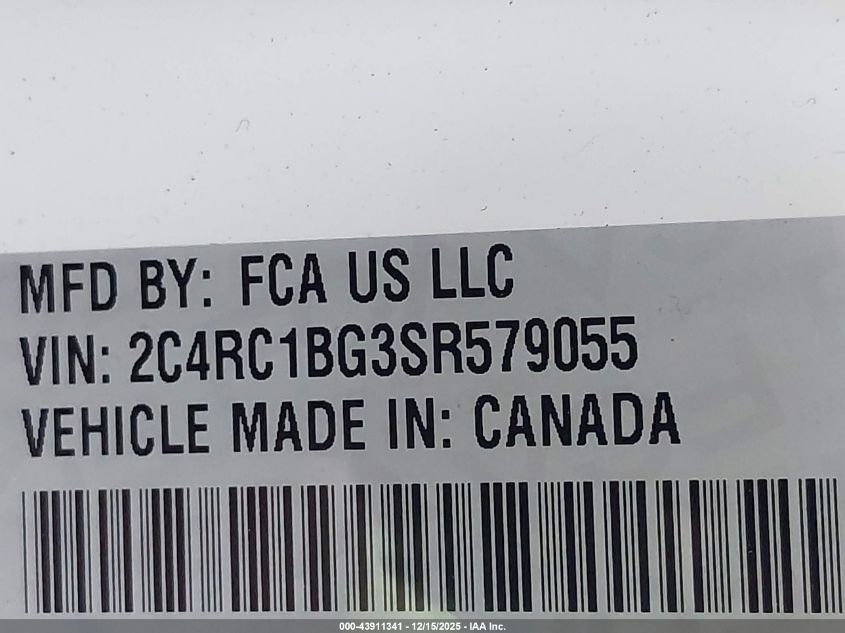 MFD BY: FCA US LLC
VIN: 2C4RC1BG3SR579055
VEHICLE MADE IN: CANADA
000-43911341 - 12/15/2025 - IAA Inc.